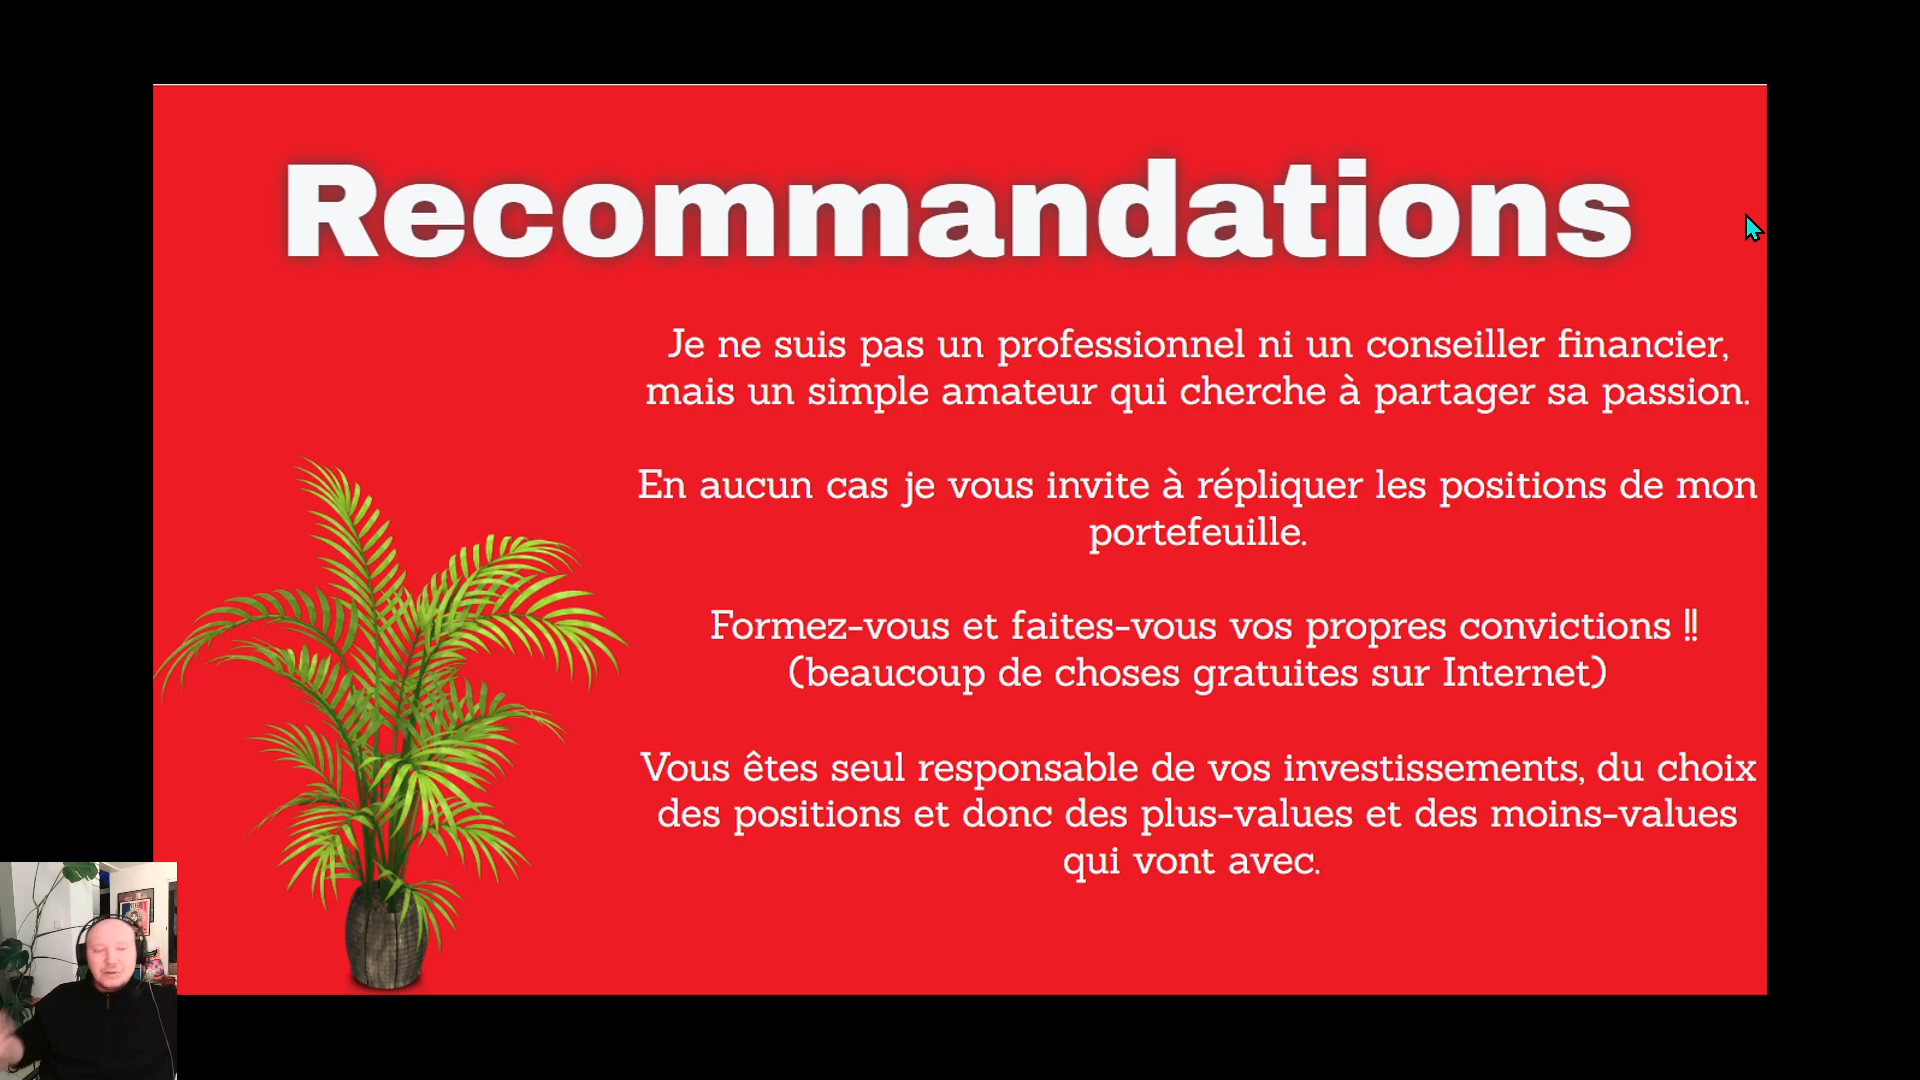 Recommandations
Je ne suis pas un professionnel ni un conseiller financier,
mais un simple amateur qui cherche à partager sa passion.
En aucun cas je vous invite à répliquer les positions de mon
portefeuille.
Formez-vous et faites-vous vos propres convictions !!
(beaucoup de choses gratuites sur Internet)
Vous êtes seul responsable de vos investissements, du choix
des positions et donc des plus-values et des moins-values
qui vont avec.